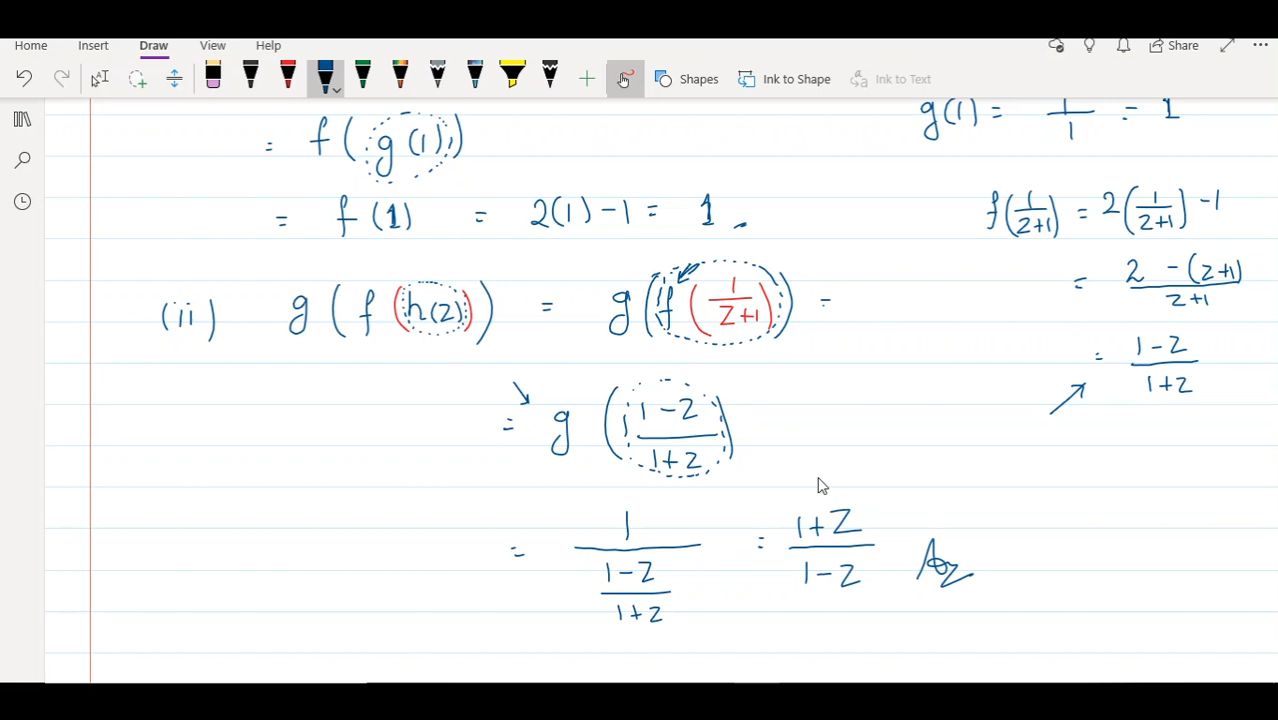 Home Insert Draw View Help Share
Shapes Ink to Shape Ink to Text
g(1) = 1/1 = 1
= f(g(1))
= f(1) = 2(1)-1 = 1.
f(1/(z+1)) = 2(1/(z+1)) -1
= (2 -(z+1))/(z+1)
= (1-z)/(1+z)
(ii) g(f(h(z))) = g(f(1/(z+1))) =
= g((1-z)/(1+z))
= 1/((1-z)/(1+z)) = (1+z)/(1-z)